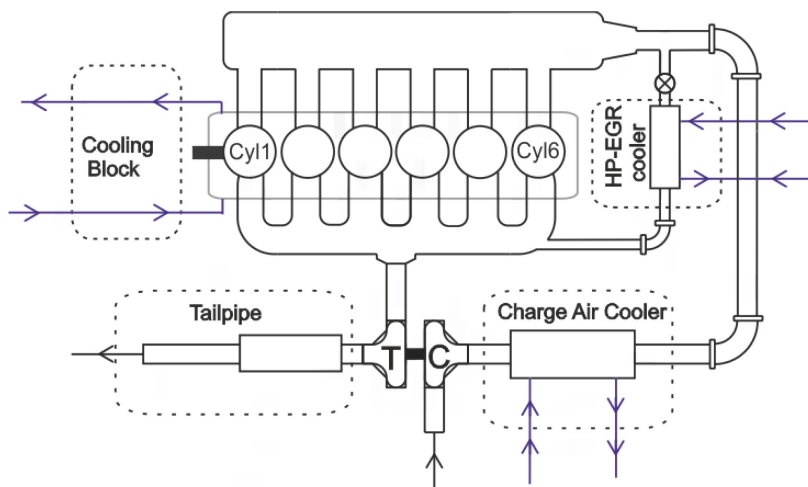 Cooling
Block
Cyl1
Cyl6
HP-EGR
cooler
Tailpipe
T
C
Charge Air Cooler